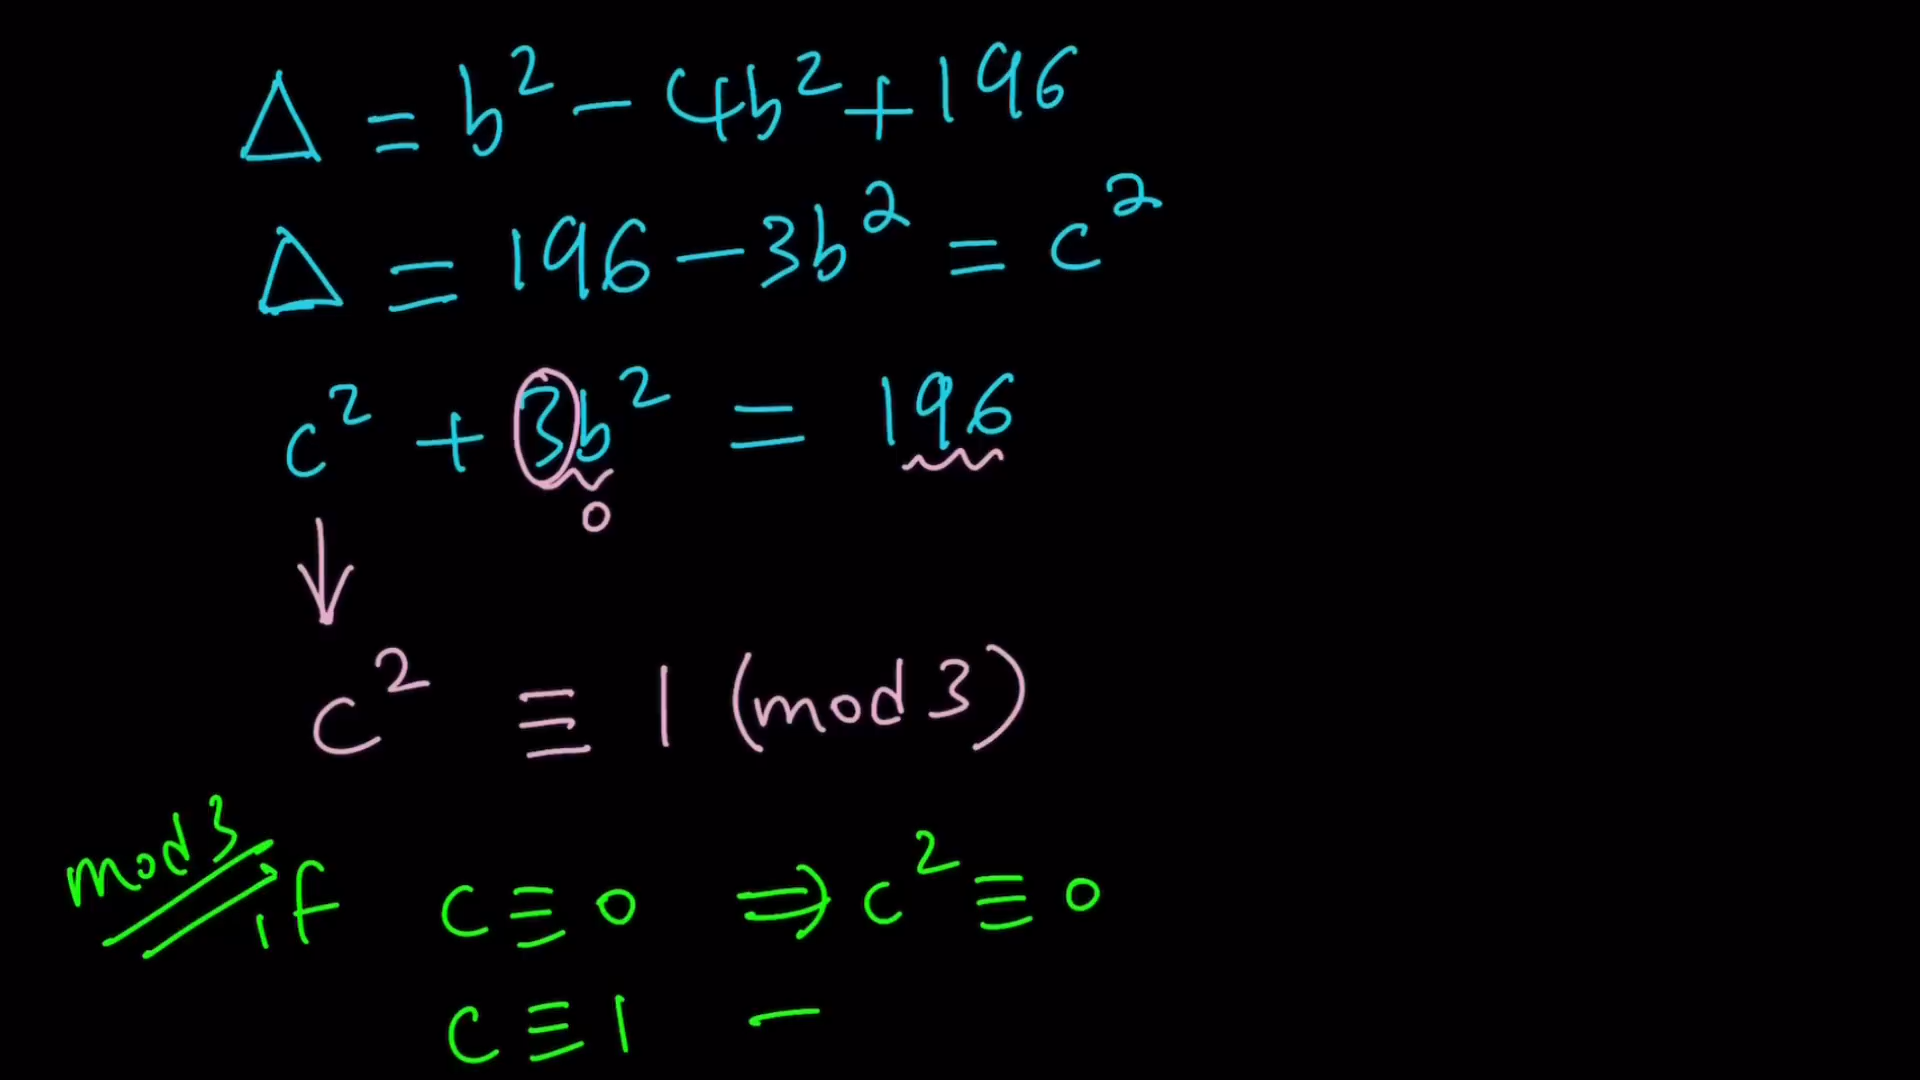 Δ = b² − 4b² + 196
Δ = 196 − 3b² = c²
c² + 3b² = 196
0
↓
c² ≡ 1 (mod 3)
mod 3
if c ≡ 0 ⇒ c² ≡ 0
c ≡ 1 −